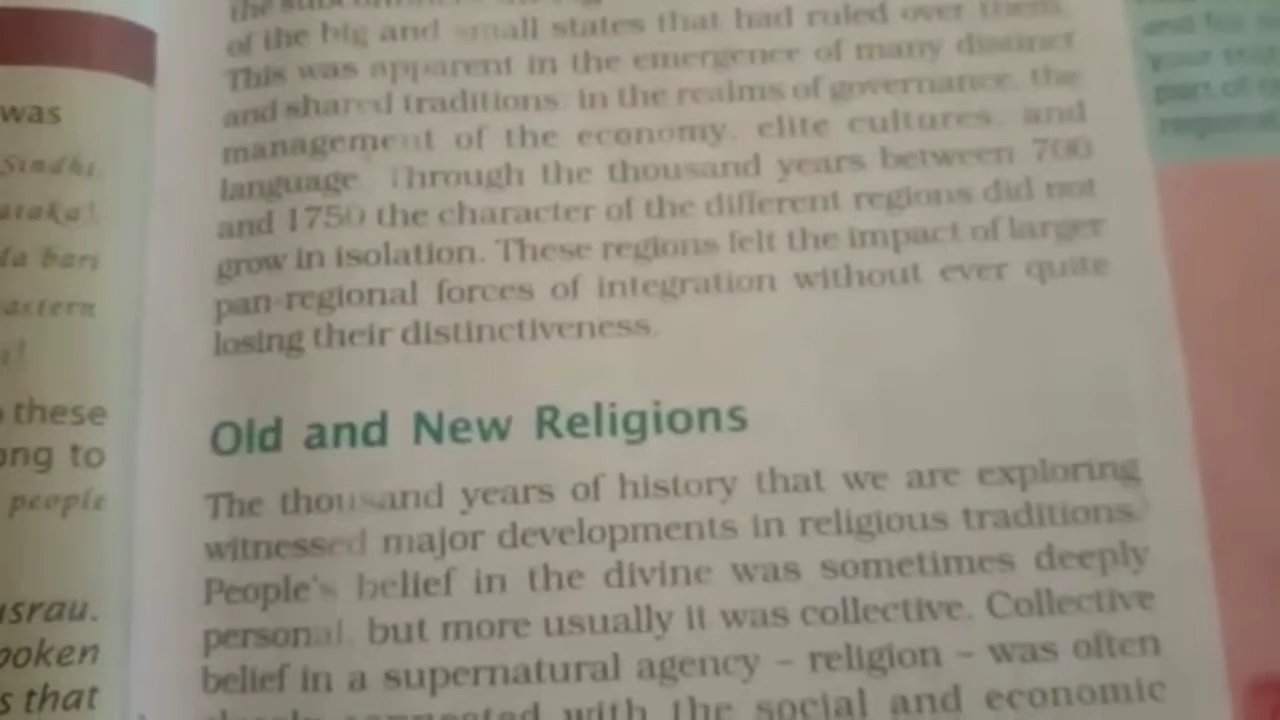 was
Sindhi,
these
ong to
people
usrau.
poken
s that
of the big and small states that had ruled over them.
This was apparent in the emergence of many distinct
and shared traditions: in the realms of governance, the
management of the economy, elite cultures, and
language. Through the thousand years between 700
and 1750 the character of the different regions did not
grow in isolation. These regions felt the impact of larger
pan-regional forces of integration without ever quite
losing their distinctiveness.
Old and New Religions
The thousand years of history that we are exploring
witnessed major developments in religious traditions.
People's belief in the divine was sometimes deeply
personal, but more usually it was collective. Collective
belief in a supernatural agency – religion – was often
connected with the social and economic
part of